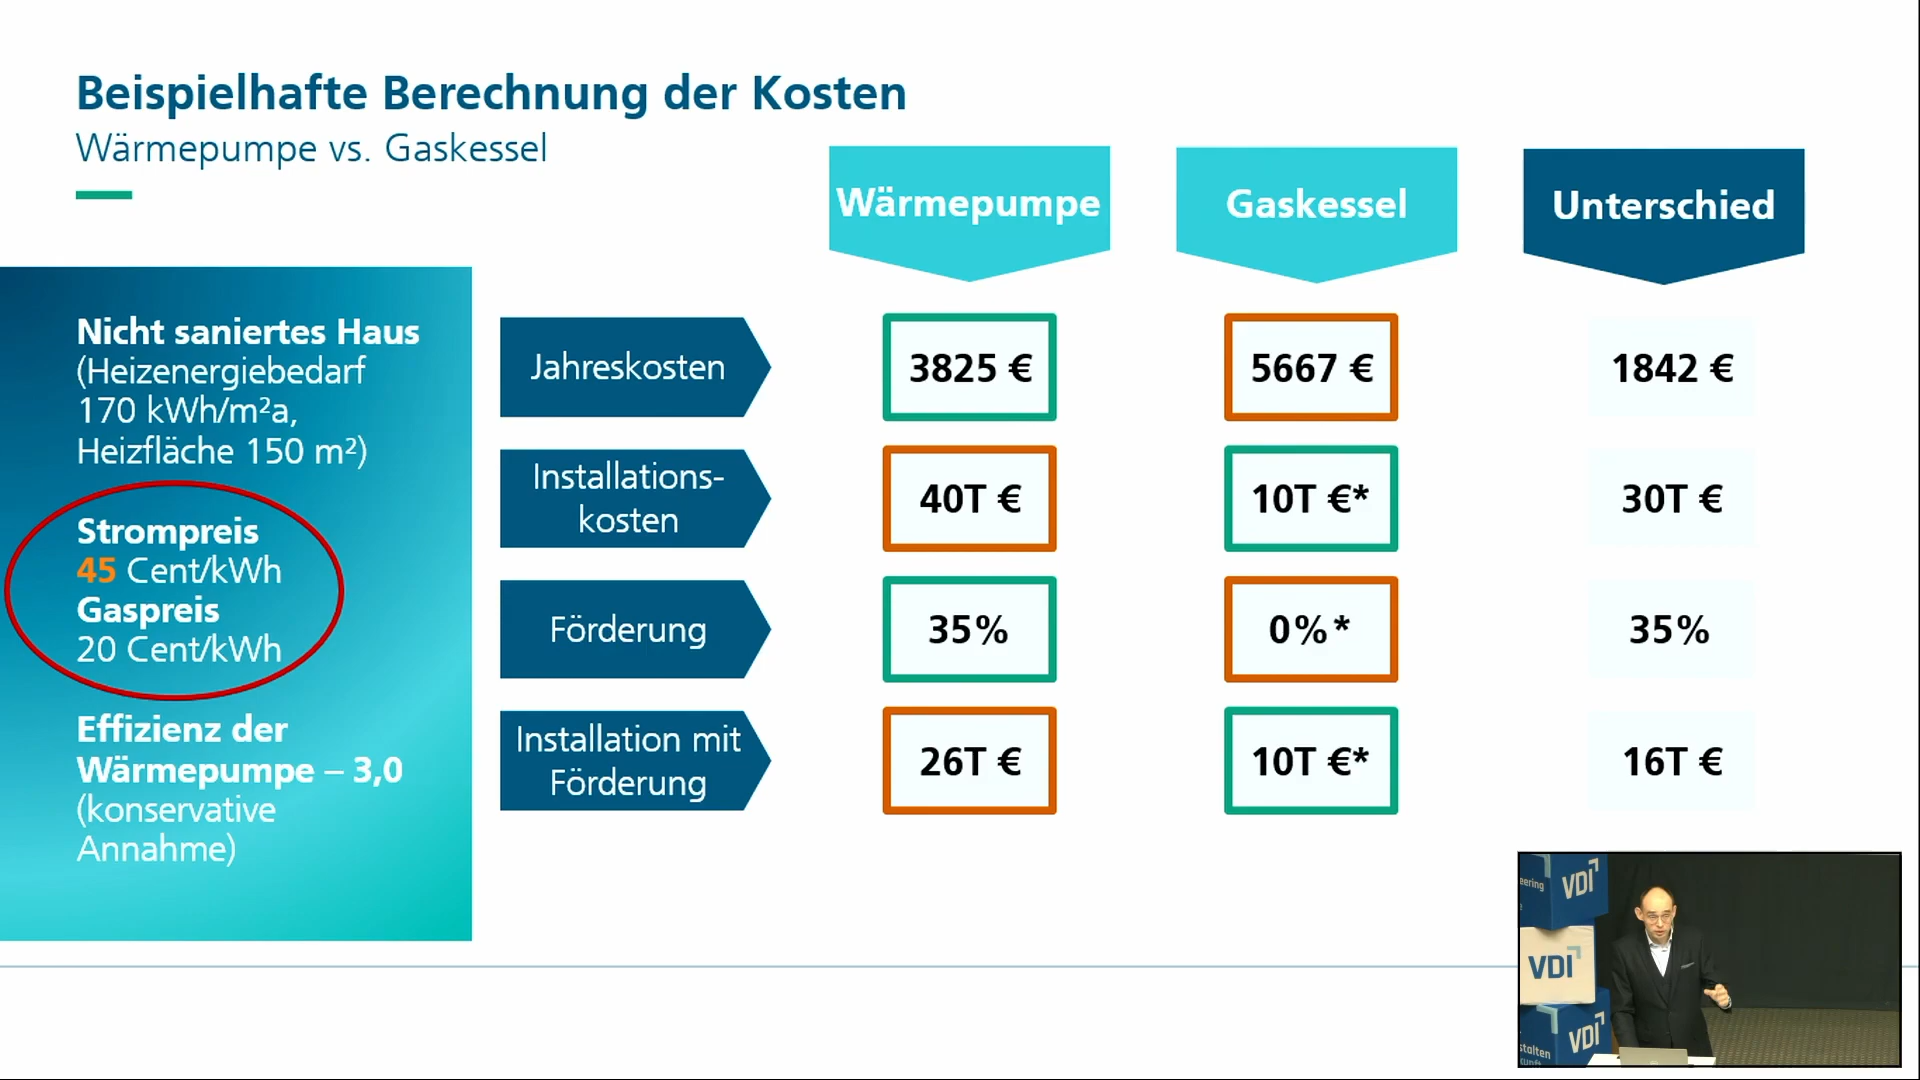 Beispielhafte Berechnung der Kosten
Wärmepumpe vs. Gaskessel
Wärmepumpe
Gaskessel
Unterschied
Nicht saniertes Haus
(Heizenergiebedarf
170 kWh/m²a,
Heizfläche 150 m²)
Strompreis
45 Cent/kWh
Gaspreis
20 Cent/kWh
Effizienz der
Wärmepumpe – 3,0
(konservative
Annahme)
Jahreskosten
3825 €
5667 €
1842 €
Installations-
kosten
40T €
10T €*
30T €
Förderung
35%
0%*
35%
Installation mit
Förderung
26T €
10T €*
16T €
eering
VDI
VDI
VDI
stalten